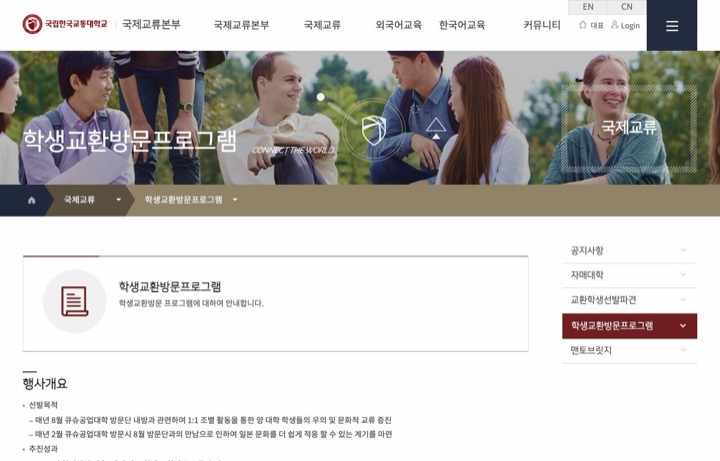 EN CN
국립한국교통대학교 국제교류본부 국제교류본부 국제교류 외국어교육 한국어교육 커뮤니티 대표 Login
학생교환방문프로그램
CONNECT THE WORLD
국제교류
국제교류 학생교환방문프로그램
공지사항
자매대학
교환학생선발파견
학생교환방문프로그램
맨토브릿지
학생교환방문프로그램
학생교환방문 프로그램에 대하여 안내합니다.
행사개요
• 선발목적
– 매년 8월 큐슈공업대학 방문단 내방과 관련하여 1:1 조별 활동을 통한 양 대학 학생들의 우의 및 문화적 교류 증진
– 매년 2월 큐슈공업대학 방문시 8월 방문단과의 만남으로 인하여 일본 문화를 더 쉽게 적응 할 수 있는 계기를 마련
• 추진성과